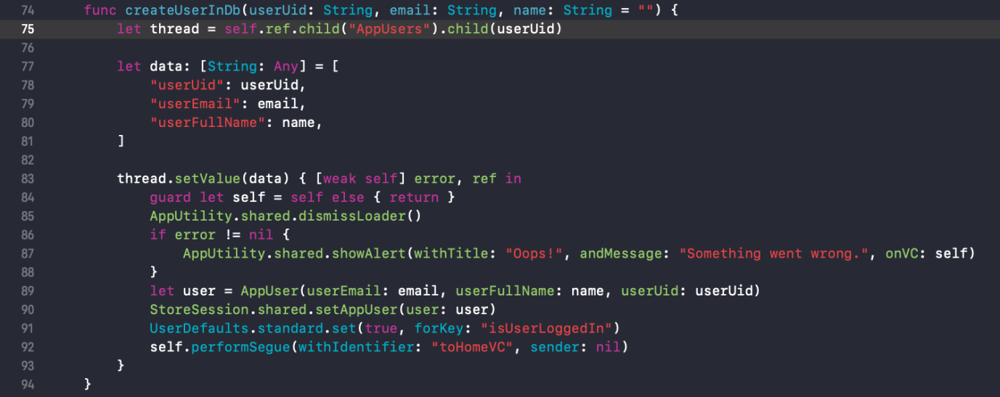 74 func createUserInDb(userUid: String, email: String, name: String = "") {
75 let thread = self.ref.child("AppUsers").child(userUid)
76
77 let data: [String: Any] = [
78 "userUid": userUid,
79 "userEmail": email,
80 "userFullName": name,
81 ]
82
83 thread.setValue(data) { [weak self] error, ref in
84 guard let self = self else { return }
85 AppUtility.shared.dismissLoader()
86 if error != nil {
87 AppUtility.shared.showAlert(withTitle: "Oops!", andMessage: "Something went wrong.", onVC: self)
88 }
89 let user = AppUser(userEmail: email, userFullName: name, userUid: userUid)
90 StoreSession.shared.setAppUser(user: user)
91 UserDefaults.standard.set(true, forKey: "isUserLoggedIn")
92 self.performSegue(withIdentifier: "toHomeVC", sender: nil)
93 }
94 }